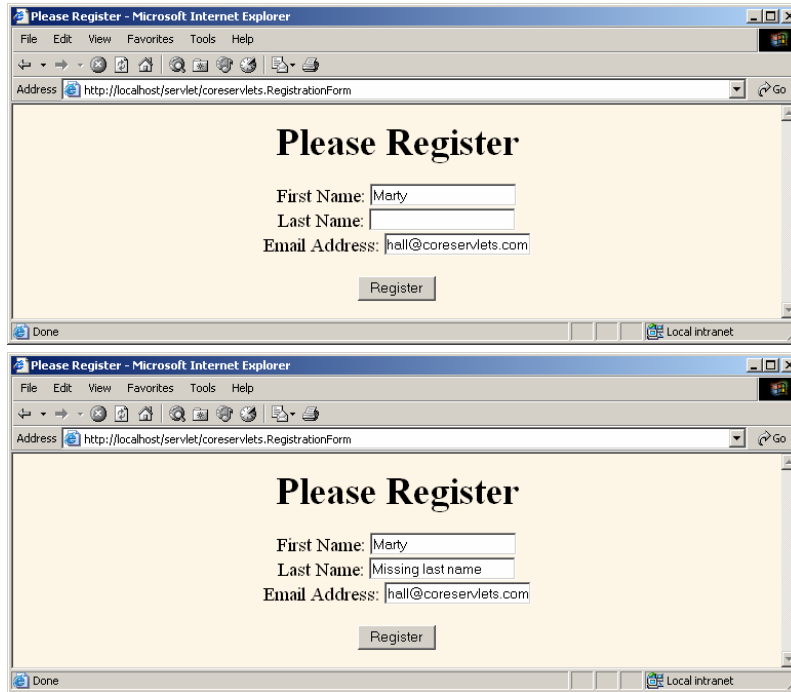 Please Register - Microsoft Internet Explorer
File Edit View Favorites Tools Help
Address http://localhost/servlet/coreservlets.RegistrationForm Go
Please Register
First Name: Marty
Last Name:
Email Address: hall@coreservlets.com
Register
Done Local intranet
Please Register - Microsoft Internet Explorer
File Edit View Favorites Tools Help
Address http://localhost/servlet/coreservlets.RegistrationForm Go
Please Register
First Name: Marty
Last Name: Missing last name
Email Address: hall@coreservlets.com
Register
Done Local intranet